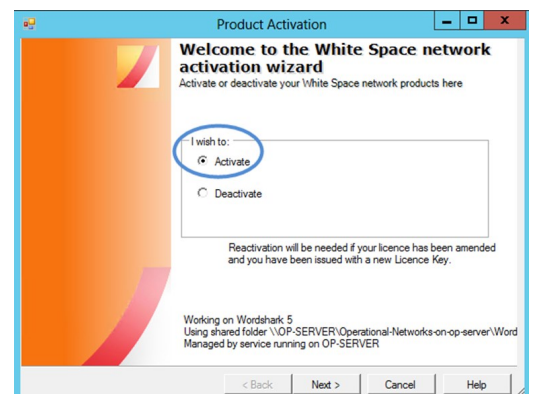 Product Activation
Welcome to the White Space network
activation wizard
Activate or deactivate your White Space network products here
I wish to:
Activate
Deactivate
Reactivation will be needed if your licence has been amended
and you have been issued with a new Licence Key.
Working on Wordshark 5
Using shared folder \\OP-SERVER\Operational-Networks-on-op-server\Word
Managed by service running on OP-SERVER
< Back
Next >
Cancel
Help